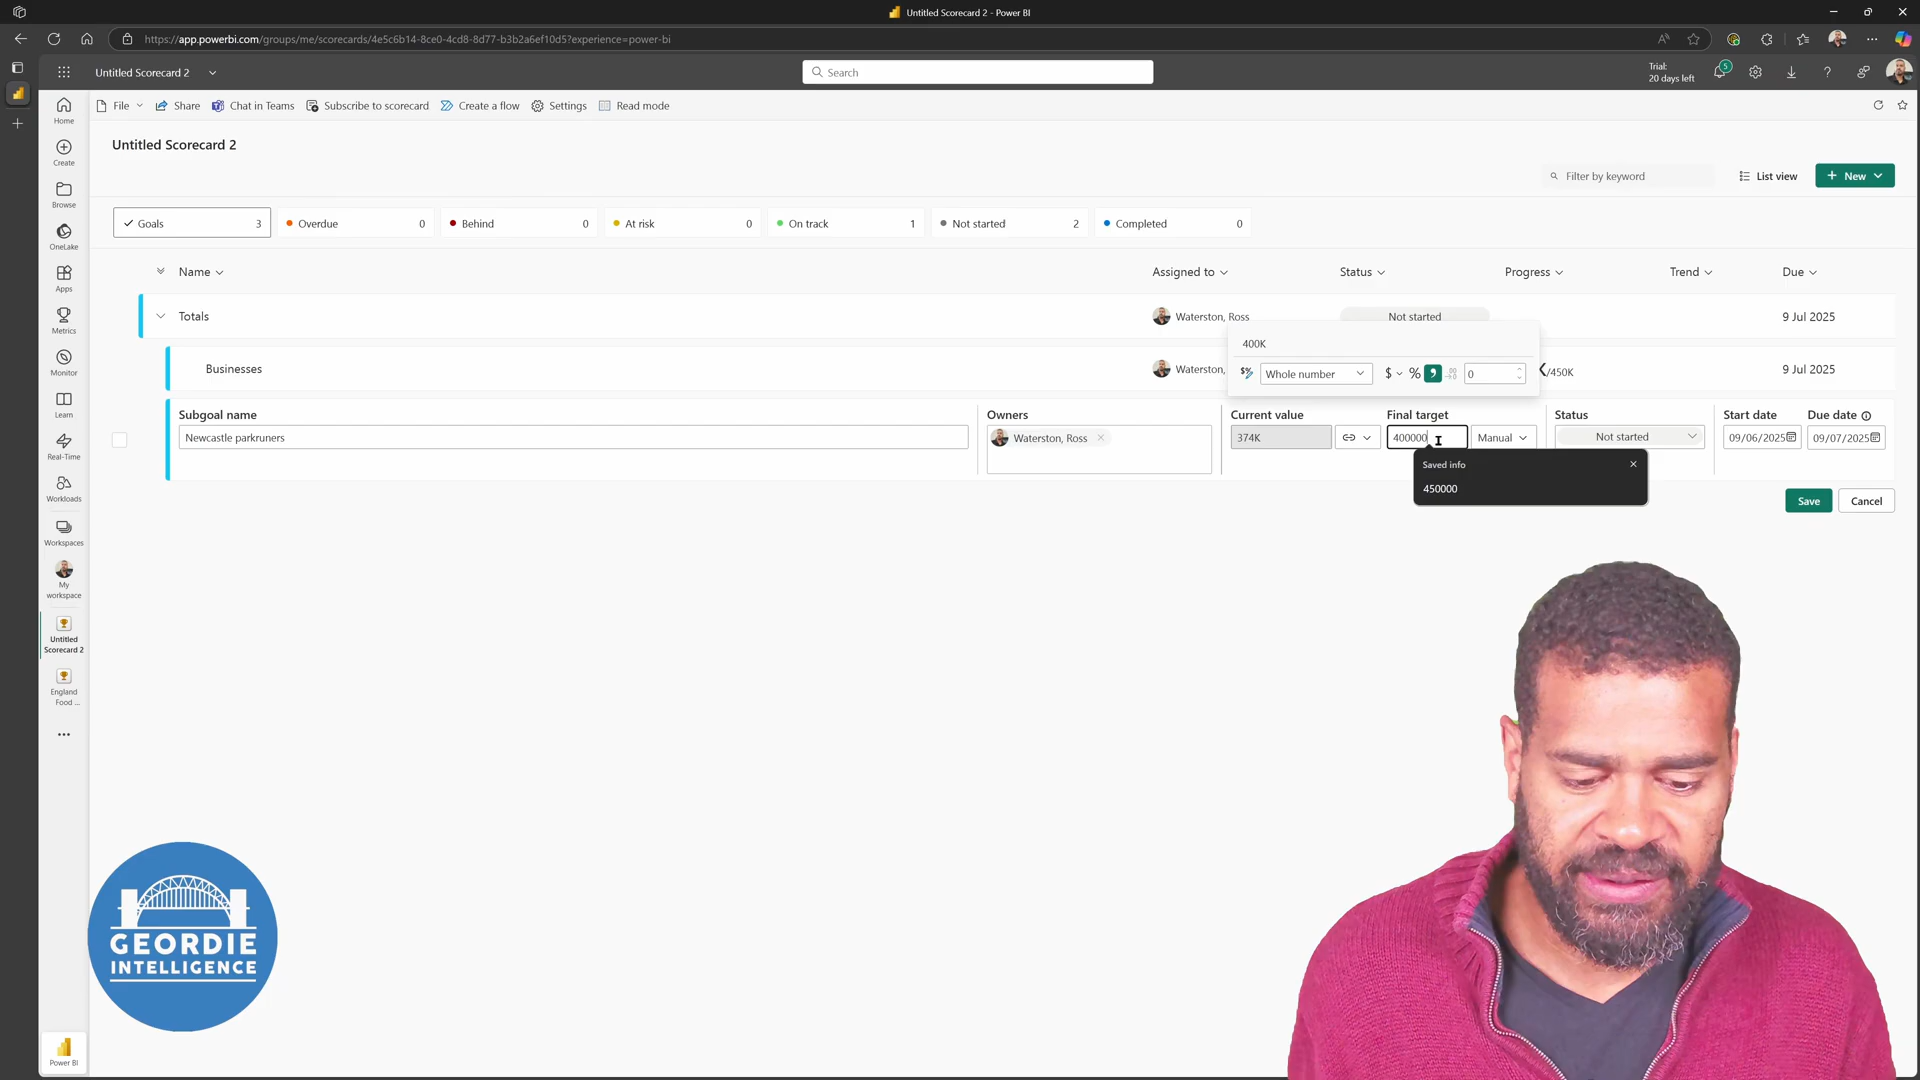 Untitled Scorecard 2 - Power BI
https://app.powerbi.com/groups/me/scorecards/4e5c6b14-8ce0-4cd8-8d77-b3b2a6ef10d5?experience=power-bi
Untitled Scorecard 2
Search
Trial:
20 days left
5
File
Share
Chat in Teams
Subscribe to scorecard
Create a flow
Settings
Read mode
Home
Create
Browse
OneLake
Apps
Metrics
Monitor
Learn
Real-Time
Workloads
Workspaces
My
workspace
Untitled
Scorecard 2
England
Food ...
Power BI
Untitled Scorecard 2
Filter by keyword
List view
New
Goals 3
Overdue 0
Behind 0
At risk 0
On track 1
Not started 2
Completed 0
Name
Assigned to
Status
Progress
Trend
Due
Totals
Waterston, Ross
Not started
9 Jul 2025
400K
Businesses
Waterston,
Whole number
$
%
0
K/450K
9 Jul 2025
Subgoal name
Owners
Current value
Final target
Status
Start date
Due date
Newcastle parkruners
Waterston, Ross
374K
400000
Manual
Not started
09/06/2025
09/07/2025
Saved info
450000
Save
Cancel
GEORDIE
INTELLIGENCE